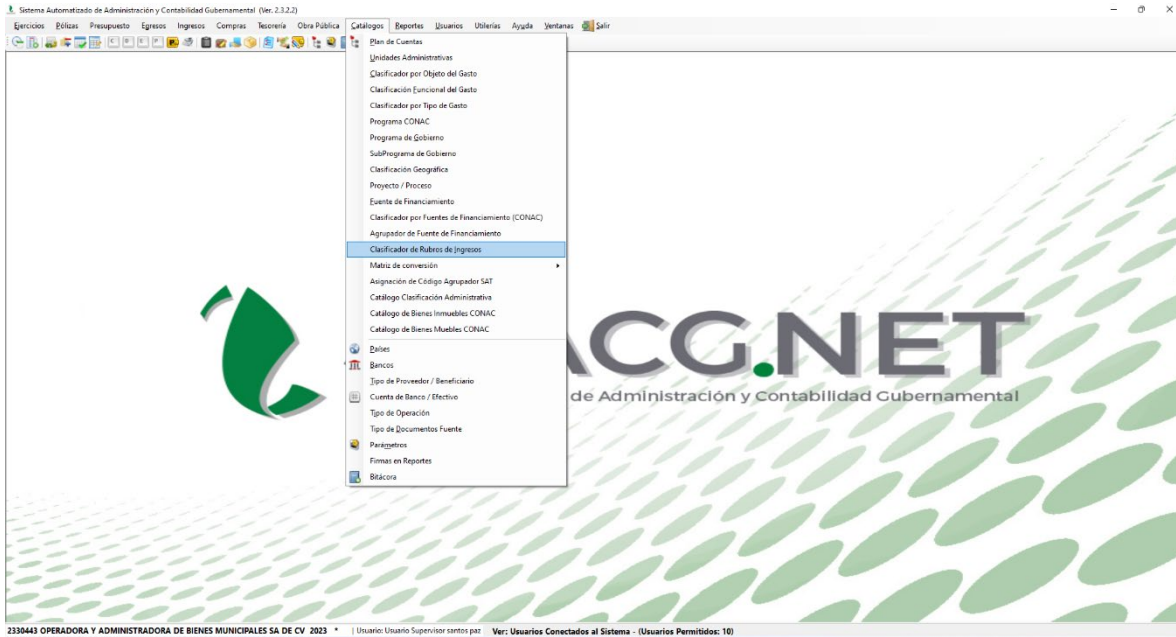 Sistema Automatizado de Administración y Contabilidad Gubernamental (Ver. 2.3.2.2)
Ejercicios Pólizas Presupuesto Egresos Ingresos Compras Tesorería Obra Pública Catálogos Reportes Usuarios Utilerías Ayuda Ventanas Salir
Plan de Cuentas
Unidades Administrativas
Clasificador por Objeto del Gasto
Clasificación Funcional del Gasto
Clasificador por Tipo de Gasto
Programa CONAC
Programa de Gobierno
SubPrograma de Gobierno
Clasificación Geográfica
Proyecto / Proceso
Fuente de Financiamiento
Clasificador por Fuentes de Financiamiento (CONAC)
Agrupador de Fuente de Financiamiento
Clasificador de Rubros de Ingresos
Matriz de conversión
Asignación de Código Agrupador SAT
Catálogo Clasificación Administrativa
Catálogo de Bienes Inmuebles CONAC
Catálogo de Bienes Muebles CONAC
Países
Bancos
Tipo de Proveedor / Beneficiario
Cuenta de Banco / Efectivo
Tipo de Operación
Tipo de Documentos Fuente
Parámetros
Firmas en Reportes
Bitácora
ACG.NET
de Administración y Contabilidad Gubernamental
2330443 OPERADORA Y ADMINISTRADORA DE BIENES MUNICIPALES SA DE CV 2023 * | Usuario: Usuario Supervisor santos paz Ver: Usuarios Conectados al Sistema - (Usuarios Permitidos: 10)